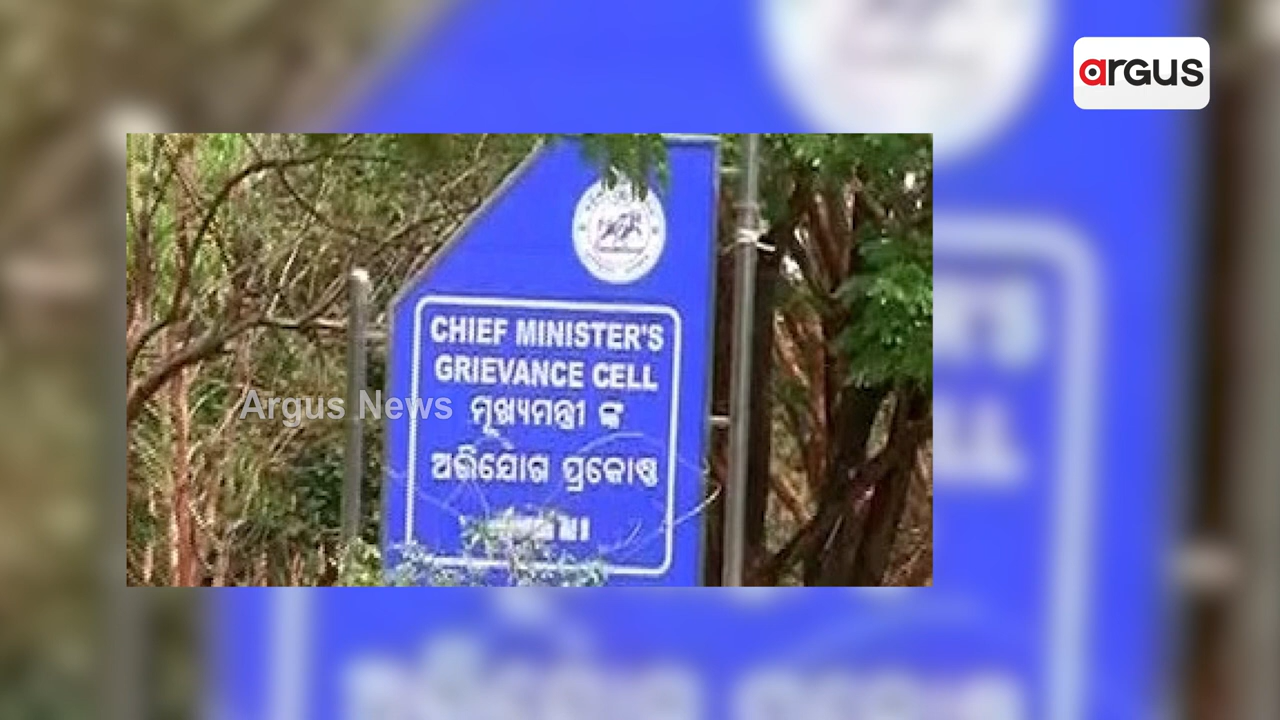 argus
CHIEF MINISTER'S
GRIEVANCE CELL
Argus News
ମୁଖ୍ୟମନ୍ତ୍ରୀ ଙ୍କ
ଅଭିଯୋଗ ପ୍ରକୋଷ୍ଠ